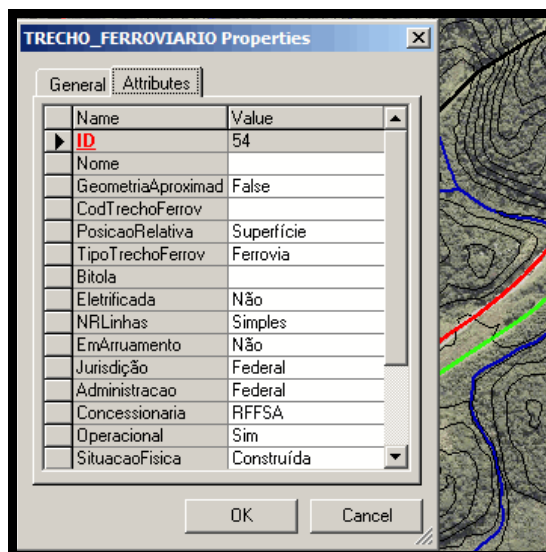 TRECHO_FERROVIARIO Properties
General Attributes
Name Value
ID 54
Nome
GeometriaAproximad False
CodTrechoFerrov
PosicaoRelativa Superfície
TipoTrechoFerrov Ferrovia
Bitola
Eletrificada Não
NRLinhas Simples
EmArruamento Não
Jurisdição Federal
Administracao Federal
Concessionaria RFFSA
Operacional Sim
SituacaoFisica Construída
OK Cancel